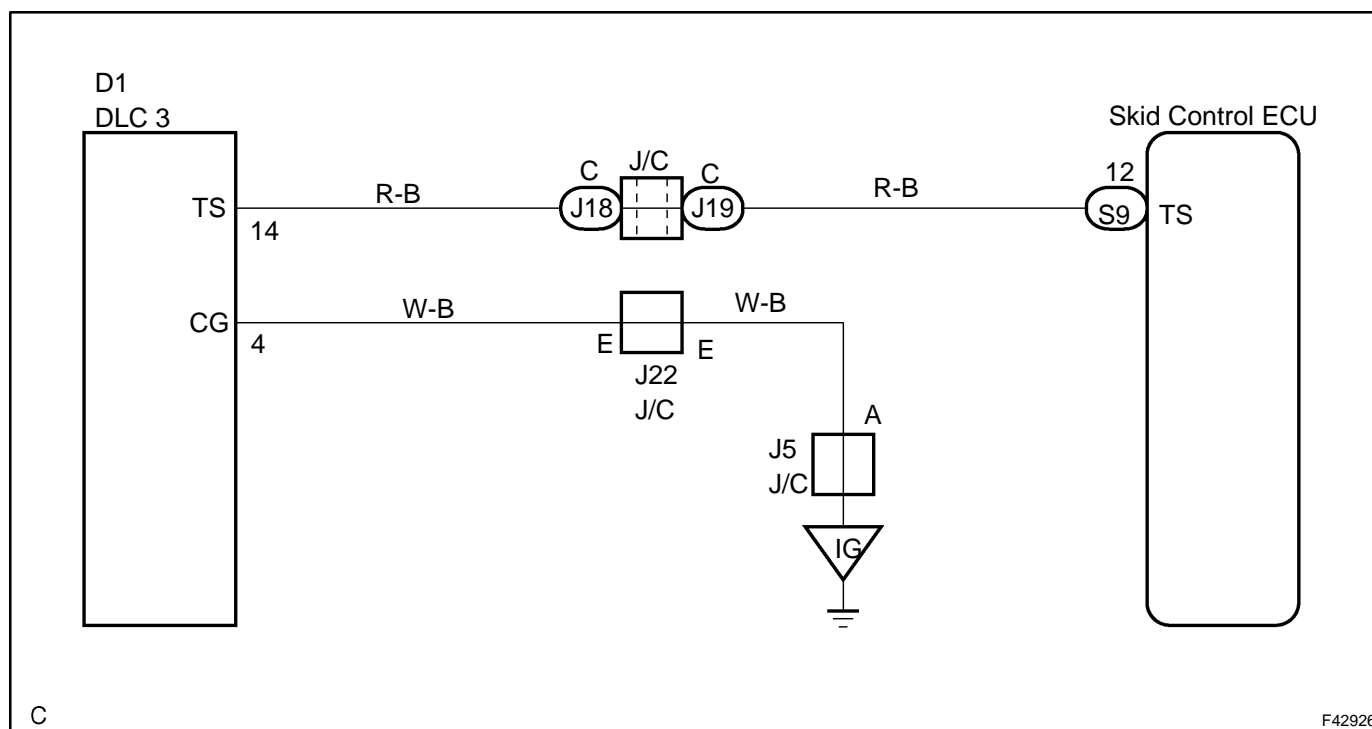 D1
DLC 3
Skid Control ECU
TS
14
R-B
C
J/C
C
J18
J19
R-B
12
S9
TS
CG
4
W-B
E
E
W-B
J22
J/C
A
J5
J/C
IG
C
F42926